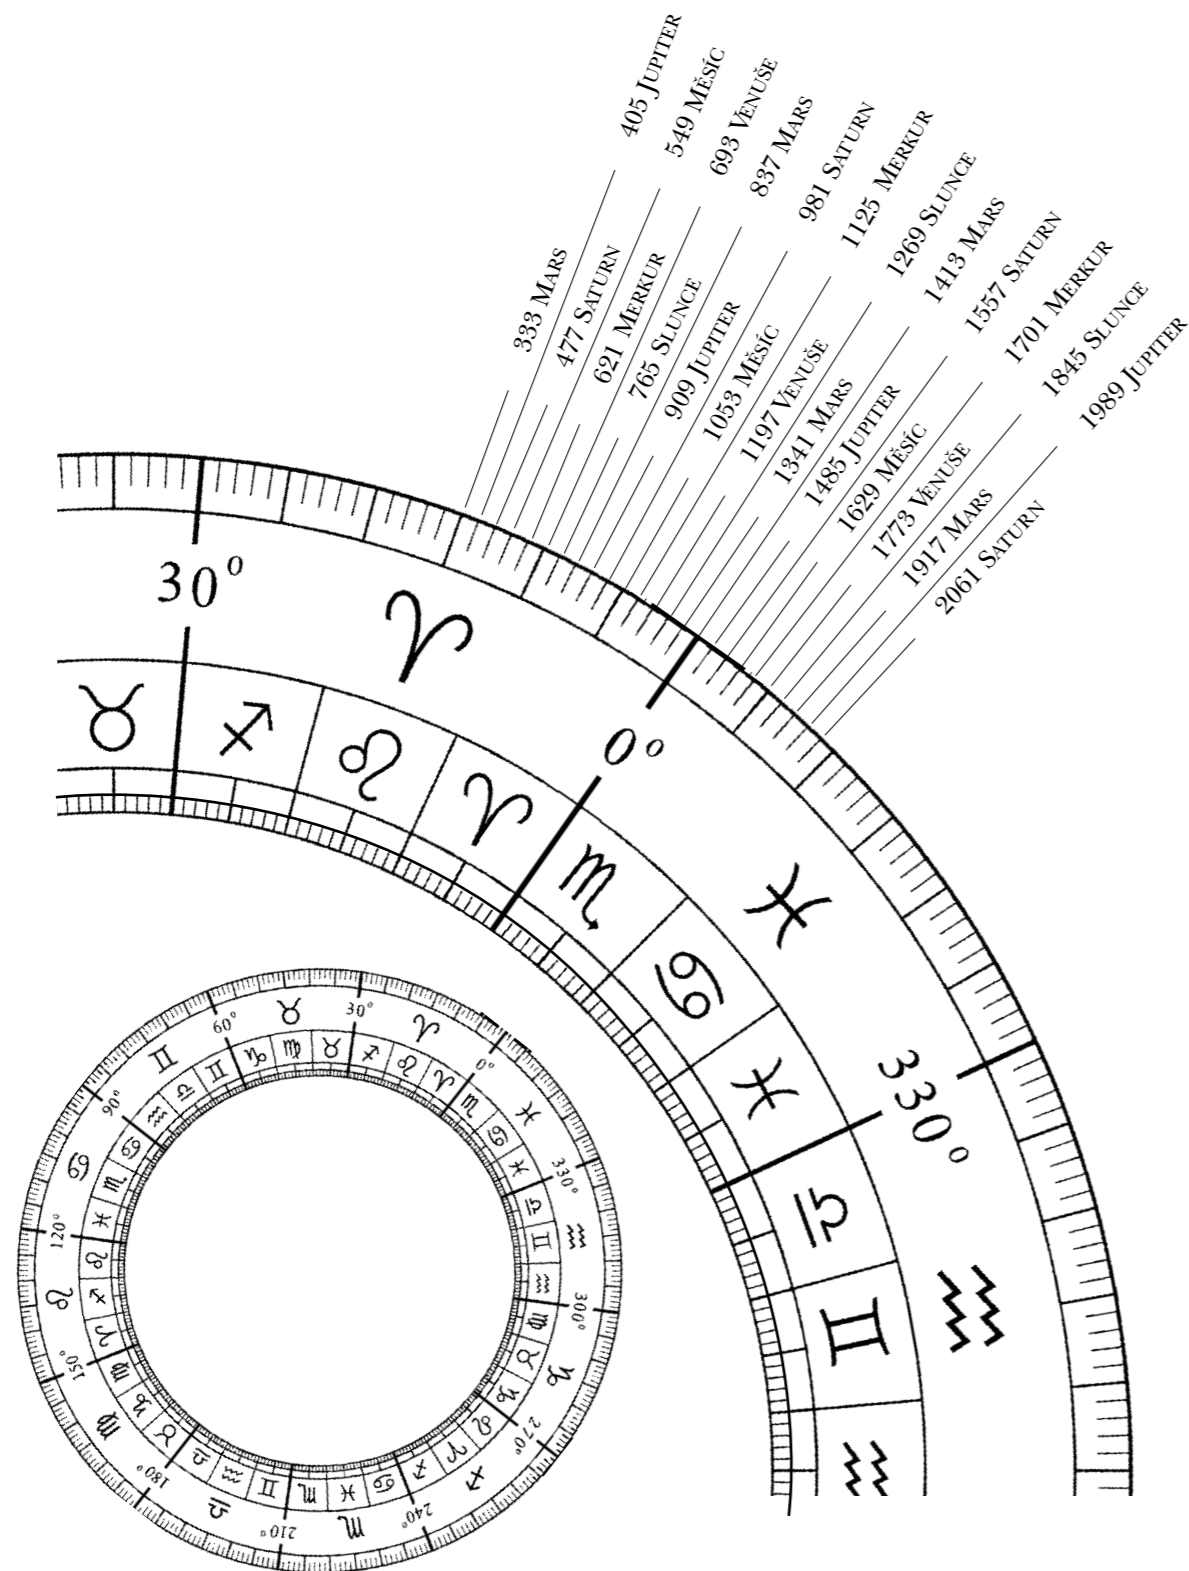 405 JUPITER
549 MĚSÍC
693 VENUŠE
837 MARS
981 SATURN
1125 MERKUR
1269 SLUNCE
1413 MARS
1557 SATURN
1701 MERKUR
1845 SLUNCE
1989 JUPITER
333 MARS
477 SATURN
621 MERKUR
765 SLUNCE
909 JUPITER
1053 MĚSÍC
1197 VENUŠE
1341 MARS
1485 JUPITER
1629 MĚSÍC
1773 VENUŠE
1917 MARS
2061 SATURN
30°
♈
0°
♓
330°
♒
♉ ♐ ♌ ♈ ♏ ♋ ♓ ♎ ♊ ♒
30°
♈
0°
♓
330°
♒
300°
♑
270°
♐
240°
♏
210°
♎
180°
♍
150°
♌
120°
♋
90°
♊
60°
♉
♐ ♌ ♈ ♏ ♋ ♓ ♎ ♊ ♒ ♍ ♉ ♑ ♌ ♈ ♐ ♋ ♓ ♏ ♊ ♒ ♎ ♉ ♑ ♍ ♈ ♐ ♌ ♓ ♏ ♋ ♒ ♎ ♊ ♑ ♍ ♉